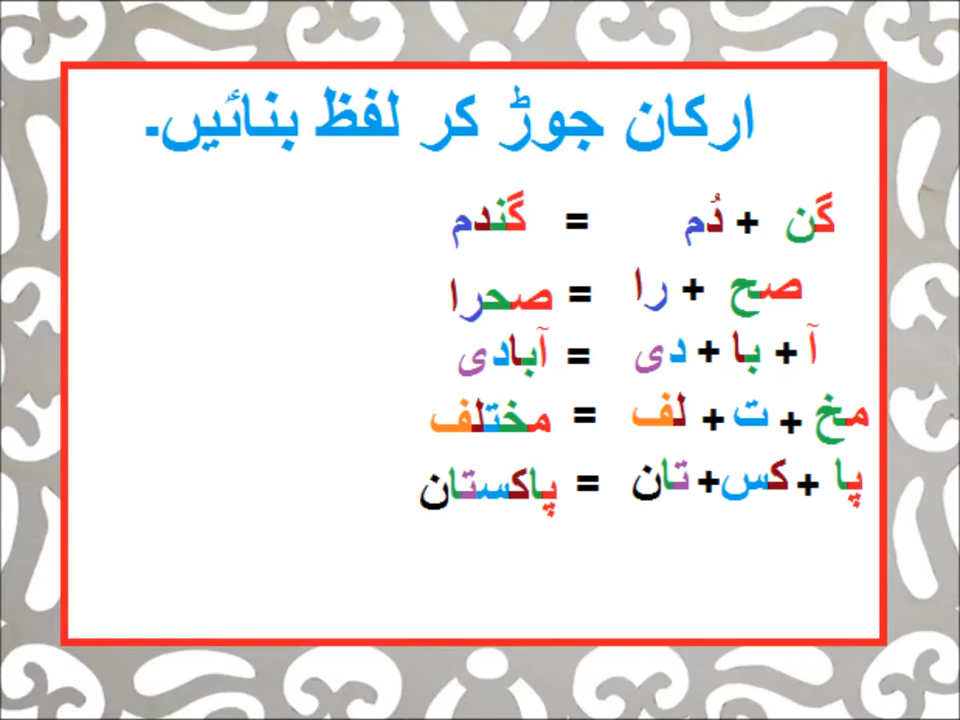 ارکان جوڑ کر لفظ بنائیں۔
گن + دُم = گندم
صح + را = صحرا
آ + با + دی = آبادی
مخ + ت + لف = مختلف
پا + کس + تان = پاکستان